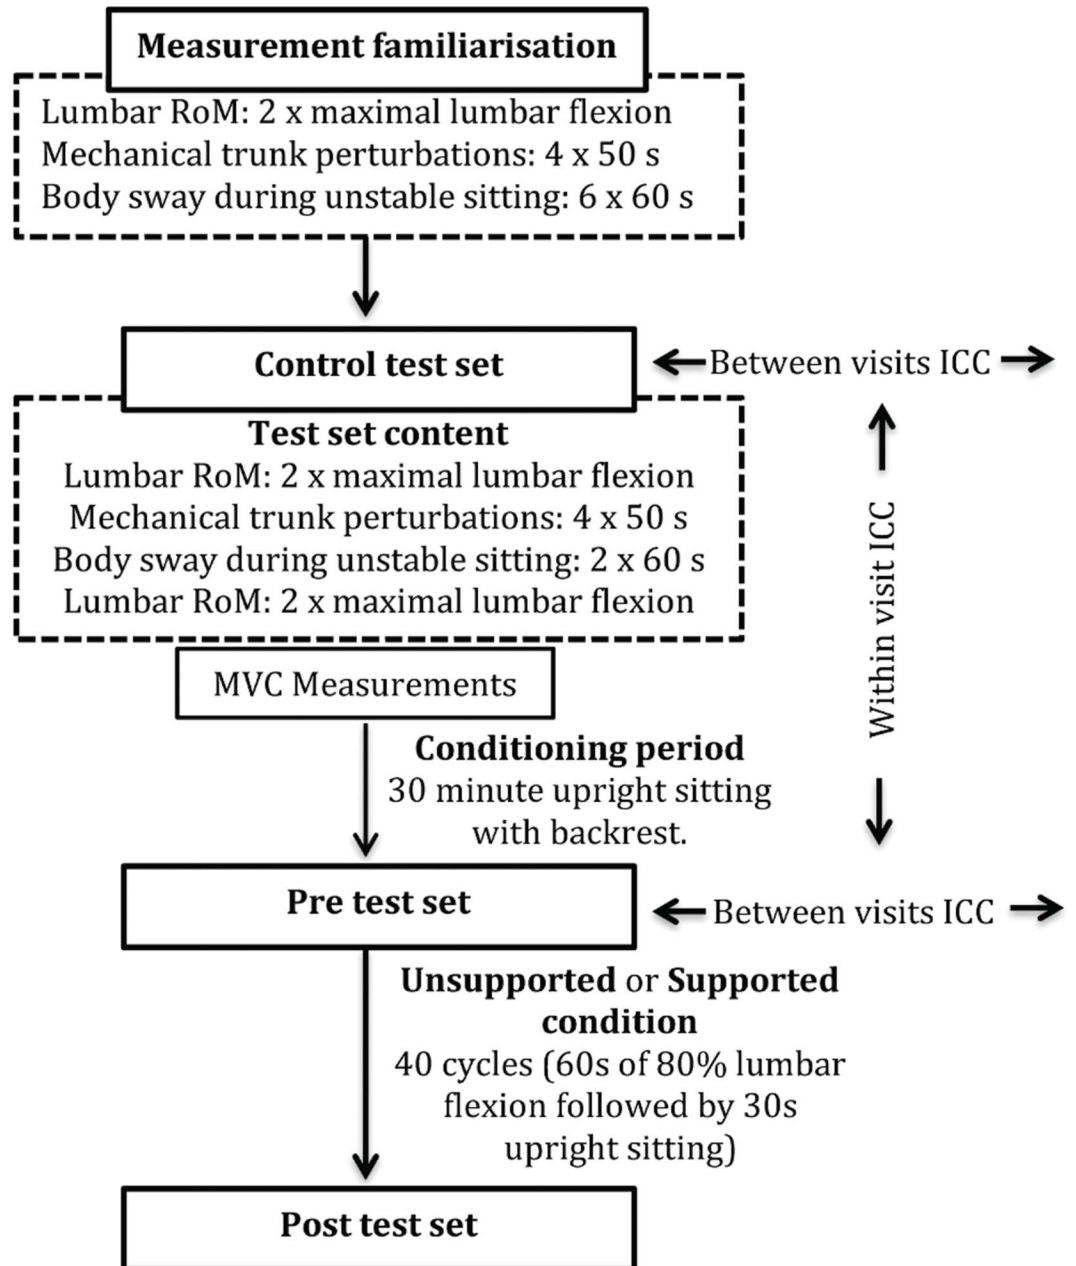 Measurement familiarisation
Lumbar RoM: 2 x maximal lumbar flexion
Mechanical trunk perturbations: 4 x 50 s
Body sway during unstable sitting: 6 x 60 s
Control test set
Between visits ICC
Test set content
Lumbar RoM: 2 x maximal lumbar flexion
Mechanical trunk perturbations: 4 x 50 s
Body sway during unstable sitting: 2 x 60 s
Lumbar RoM: 2 x maximal lumbar flexion
Within visit ICC
MVC Measurements
Conditioning period
30 minute upright sitting
with backrest.
Pre test set
Between visits ICC
Unsupported or Supported
condition
40 cycles (60s of 80% lumbar
flexion followed by 30s
upright sitting)
Post test set